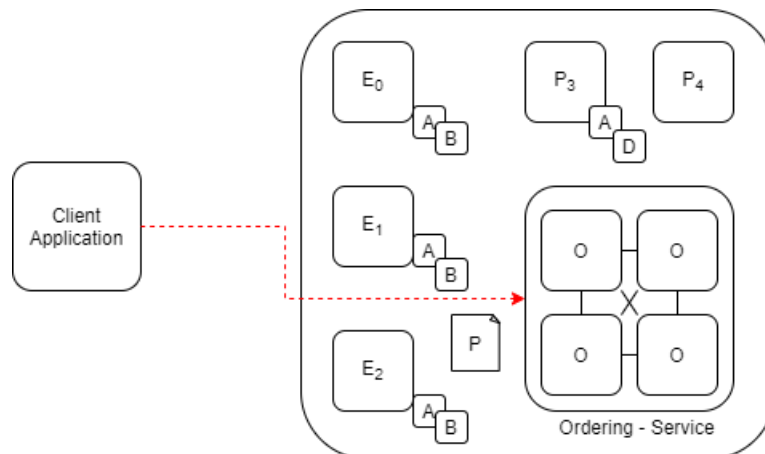 E₀
A
B
P₃
A
D
P₄
Client
Application
E₁
A
B
O
O
O
O
P
E₂
A
B
Ordering - Service